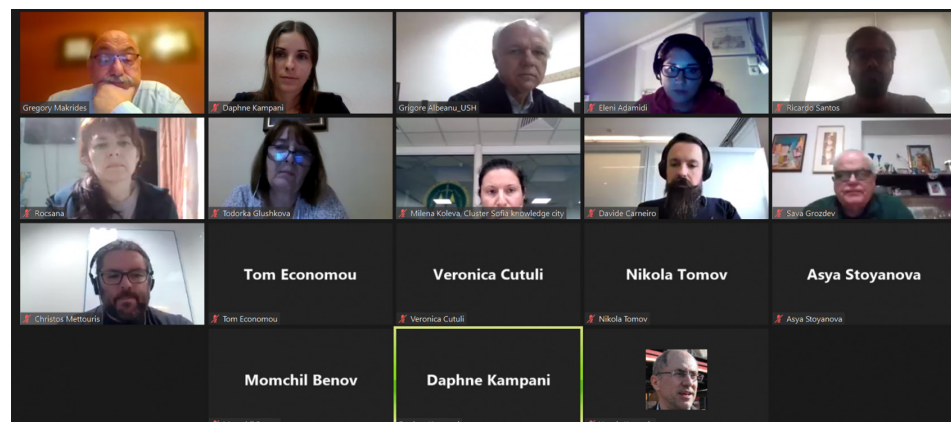 Gregory Makrides
Daphne Kampani
Grigore Albeanu_USH
Eleni Adamidi
Ricardo Santos
Rocsana
Todorka Glushkova
Milena Koleva, Cluster Sofia knowledge city
Davide Carneiro
Sava Grozdev
Christos Mettouris
Tom Economou
Tom Economou
Veronica Cutuli
Veronica Cutuli
Nikola Tomov
Nikola Tomov
Asya Stoyanova
Asya Stoyanova
Momchil Benov
Daphne Kampani